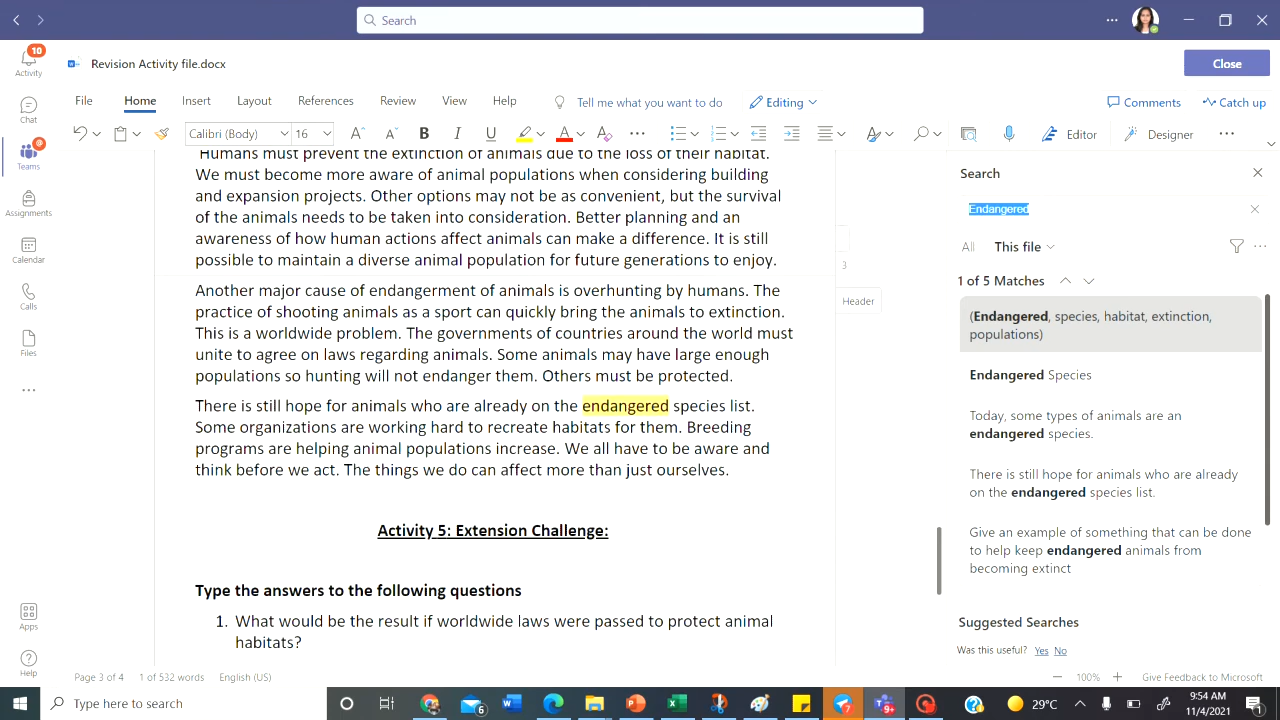 Search
10
Activity
Revision Activity file.docx
Close
File Home Insert Layout References Review View Help Tell me what you want to do Editing Comments Catch up
Chat
Calibri (Body) 16 A A B I U A A Editor Designer
Teams
Assignments
Calendar
Calls
Files
Apps
Help
Humans must prevent the extinction of animals due to the loss of their habitat.
We must become more aware of animal populations when considering building
and expansion projects. Other options may not be as convenient, but the survival
of the animals needs to be taken into consideration. Better planning and an
awareness of how human actions affect animals can make a difference. It is still
possible to maintain a diverse animal population for future generations to enjoy.
Another major cause of endangerment of animals is overhunting by humans. The
practice of shooting animals as a sport can quickly bring the animals to extinction.
This is a worldwide problem. The governments of countries around the world must
unite to agree on laws regarding animals. Some animals may have large enough
populations so hunting will not endanger them. Others must be protected.
There is still hope for animals who are already on the endangered species list.
Some organizations are working hard to recreate habitats for them. Breeding
programs are helping animal populations increase. We all have to be aware and
think before we act. The things we do can affect more than just ourselves.
Activity 5: Extension Challenge:
Type the answers to the following questions
1. What would be the result if worldwide laws were passed to protect animal
habitats?
3
Header
Search
Endangered
All This file
1 of 5 Matches
(Endangered, species, habitat, extinction,
populations)
Endangered Species
Today, some types of animals are an
endangered species.
There is still hope for animals who are already
on the endangered species list.
Give an example of something that can be done
to help keep endangered animals from
becoming extinct
Suggested Searches
Was this useful? Yes No
Page 3 of 4 1 of 532 words English (US) 100% Give Feedback to Microsoft
Type here to search 6 7 9+ 29°C 9:54 AM
11/4/2021 1